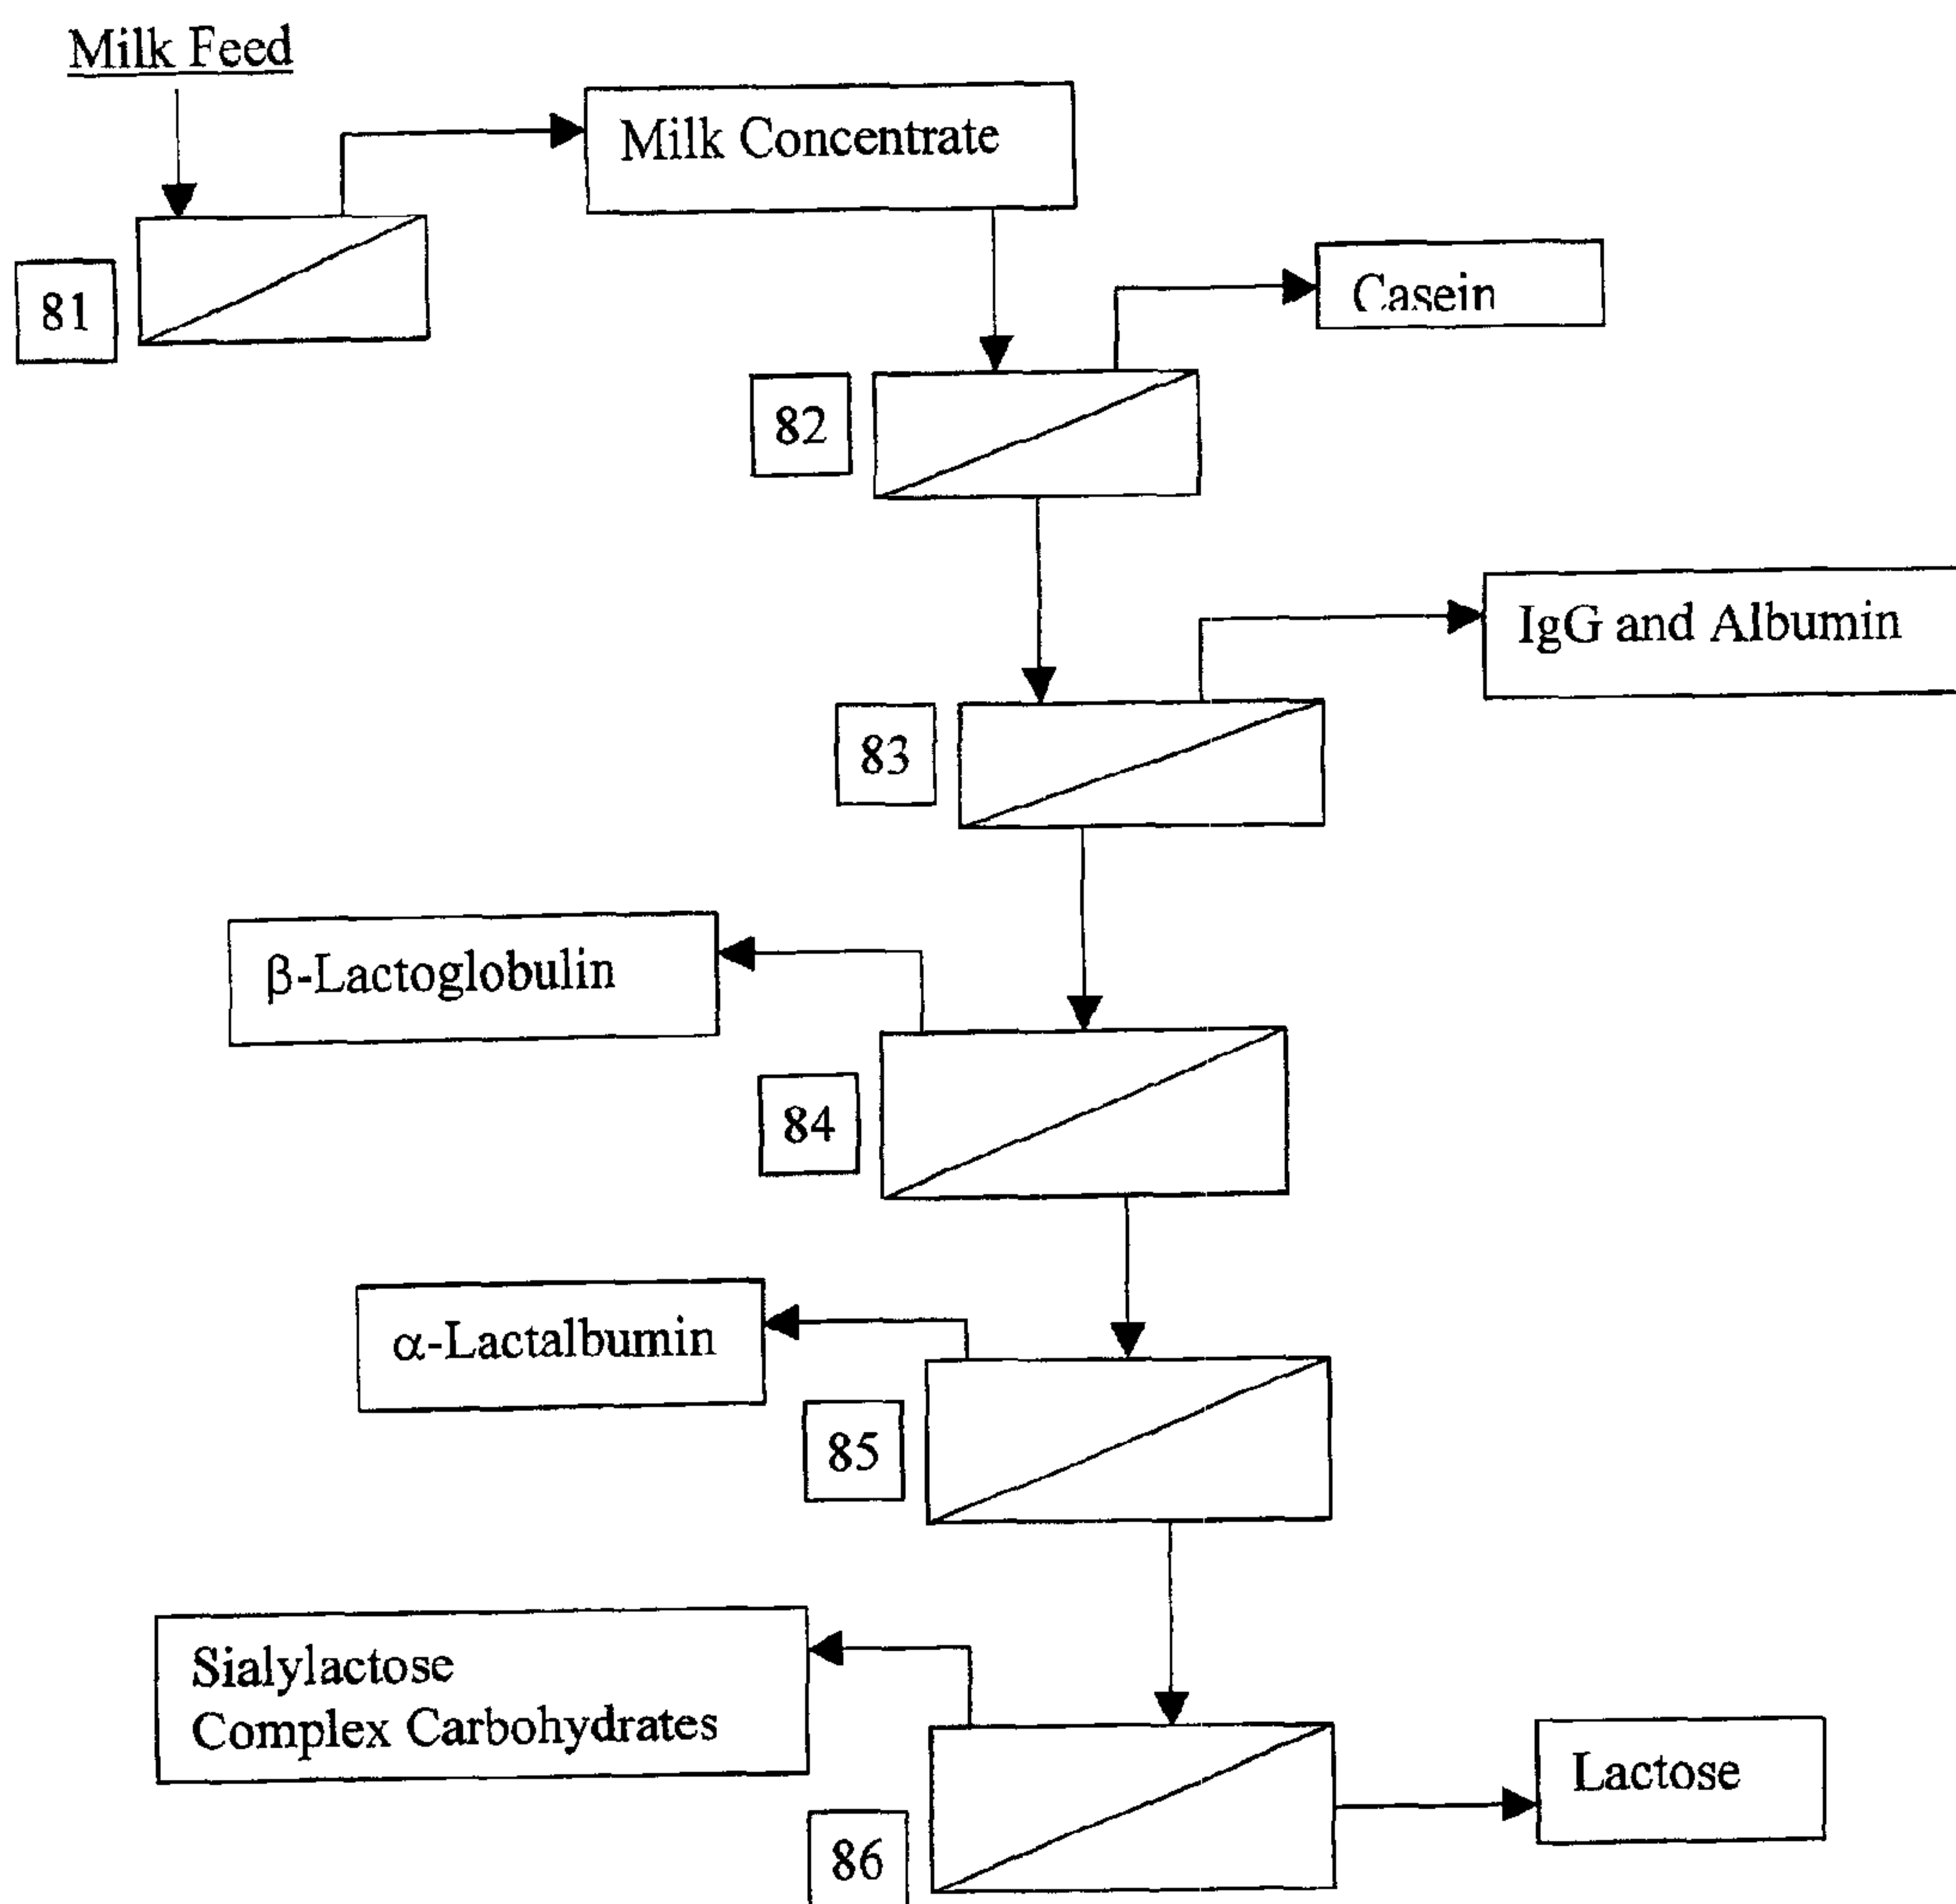 Milk Feed
Milk Concentrate
81
Casein
82
IgG and Albumin
83
β-Lactoglobulin
84
α-Lactalbumin
85
Sialylactose
Complex Carbohydrates
Lactose
86